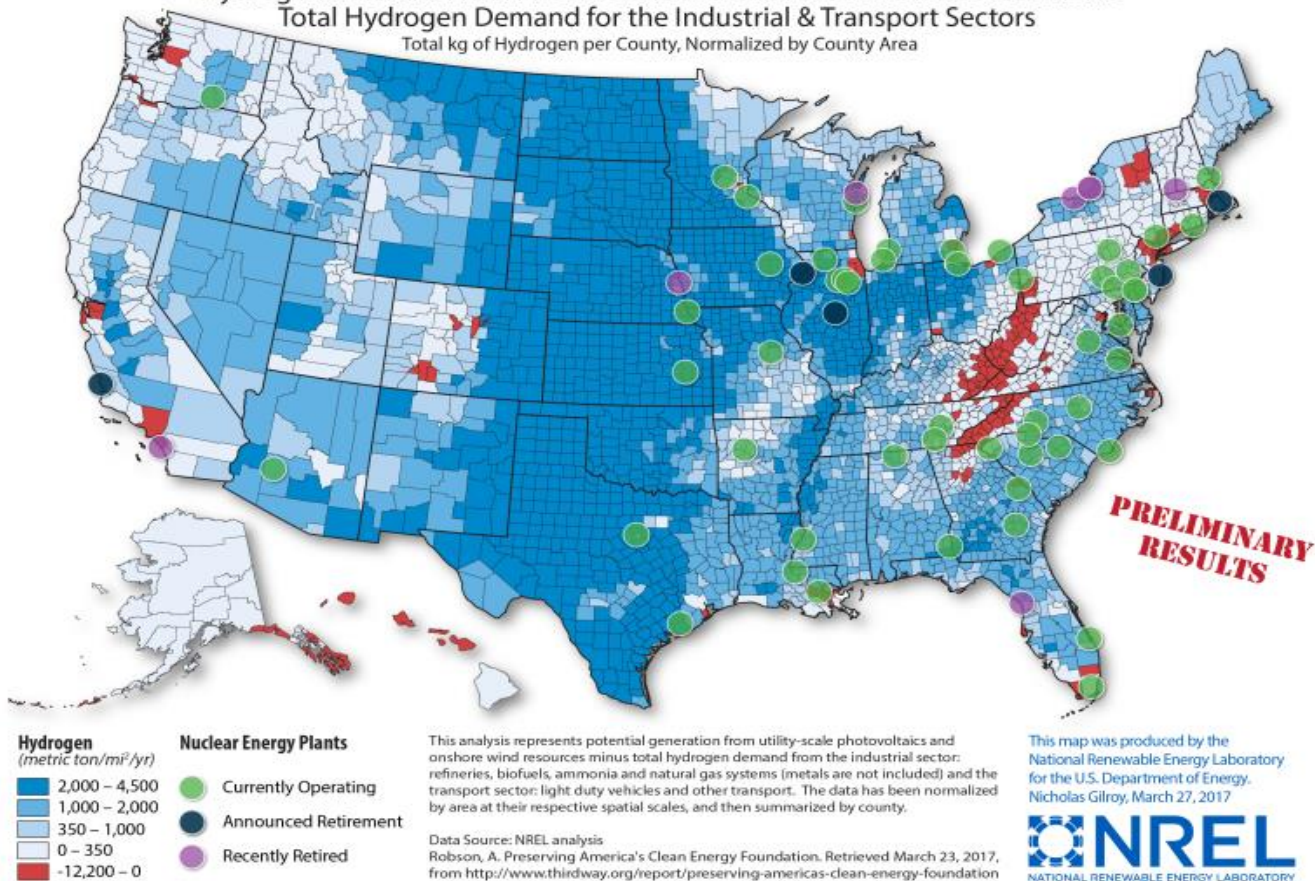 Total Hydrogen Demand for the Industrial & Transport Sectors
Total kg of Hydrogen per County, Normalized by County Area
PRELIMINARY
RESULTS
Hydrogen
(metric ton/mi²/yr)
2,000 – 4,500
1,000 – 2,000
350 – 1,000
0 – 350
-12,200 – 0
Nuclear Energy Plants
Currently Operating
Announced Retirement
Recently Retired
This analysis represents potential generation from utility-scale photovoltaics and
onshore wind resources minus total hydrogen demand from the industrial sector:
refineries, biofuels, ammonia and natural gas systems (metals are not included) and the
transport sector: light duty vehicles and other transport. The data has been normalized
by area at their respective spatial scales, and then summarized by county.
Data Source: NREL analysis
Robson, A. Preserving America's Clean Energy Foundation. Retrieved March 23, 2017,
from http://www.thirdway.org/report/preserving-americas-clean-energy-foundation
This map was produced by the
National Renewable Energy Laboratory
for the U.S. Department of Energy.
Nicholas Gilroy, March 27, 2017
NREL
NATIONAL RENEWABLE ENERGY LABORATORY